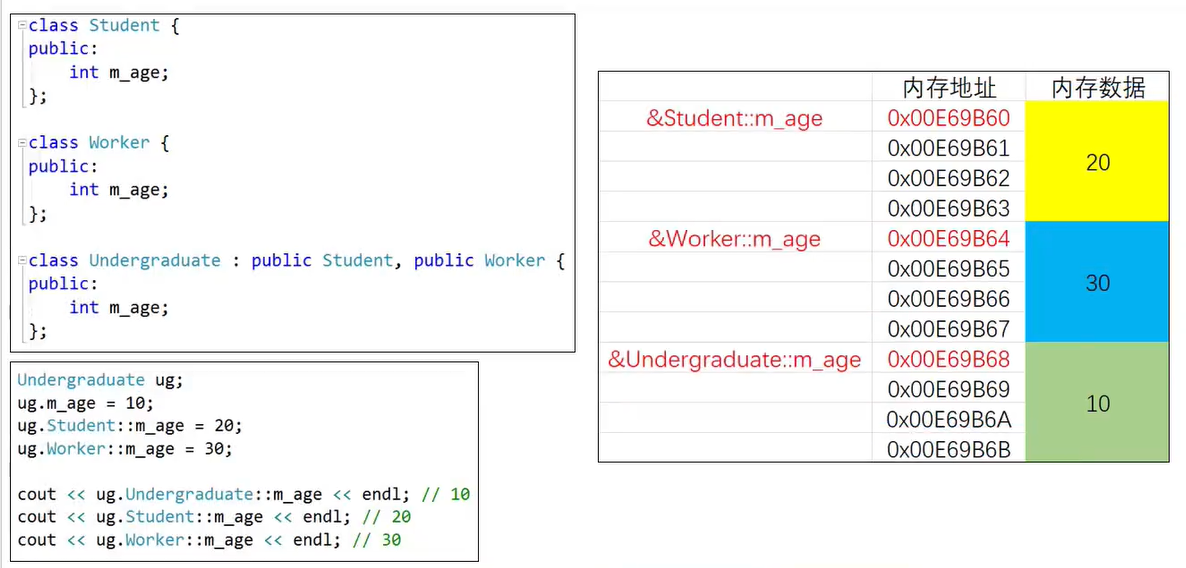 class Student {
public:
    int m_age;
};
class Worker {
public:
    int m_age;
};
class Undergraduate : public Student, public Worker {
public:
    int m_age;
};
Undergraduate ug;
ug.m_age = 10;
ug.Student::m_age = 20;
ug.Worker::m_age = 30;
cout << ug.Undergraduate::m_age << endl; // 10
cout << ug.Student::m_age << endl; // 20
cout << ug.Worker::m_age << endl; // 30
内存地址 内存数据
&Student::m_age 0x00E69B60
0x00E69B61
20
0x00E69B62
0x00E69B63
&Worker::m_age 0x00E69B64
0x00E69B65
30
0x00E69B66
0x00E69B67
&Undergraduate::m_age 0x00E69B68
0x00E69B69
10
0x00E69B6A
0x00E69B6B